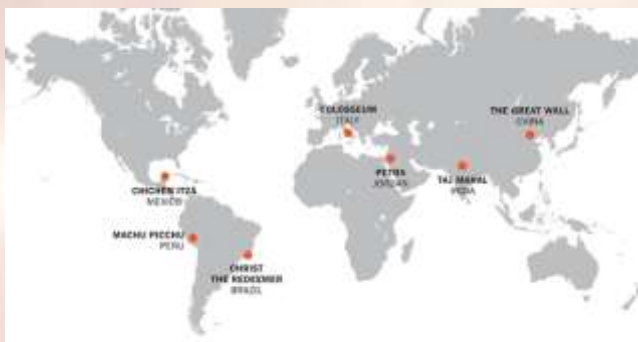 COLOSSEUM
ITALY
THE GREAT WALL
CHINA
PETRA
JORDAN
TAJ MAHAL
INDIA
CHICHEN ITZA
MEXICO
MACHU PICCHU
PERU
CHRIST
THE REDEEMER
BRAZIL